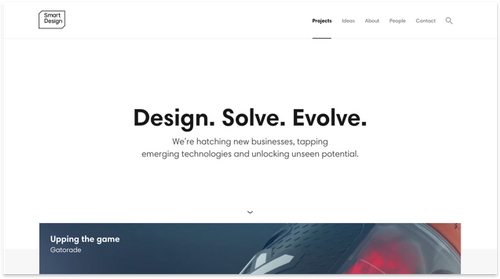 Smart
Design
Projects Ideas About People Contact
Design. Solve. Evolve.
We're hatching new businesses, tapping
emerging technologies and unlocking unseen potential.
Upping the game
Gatorade